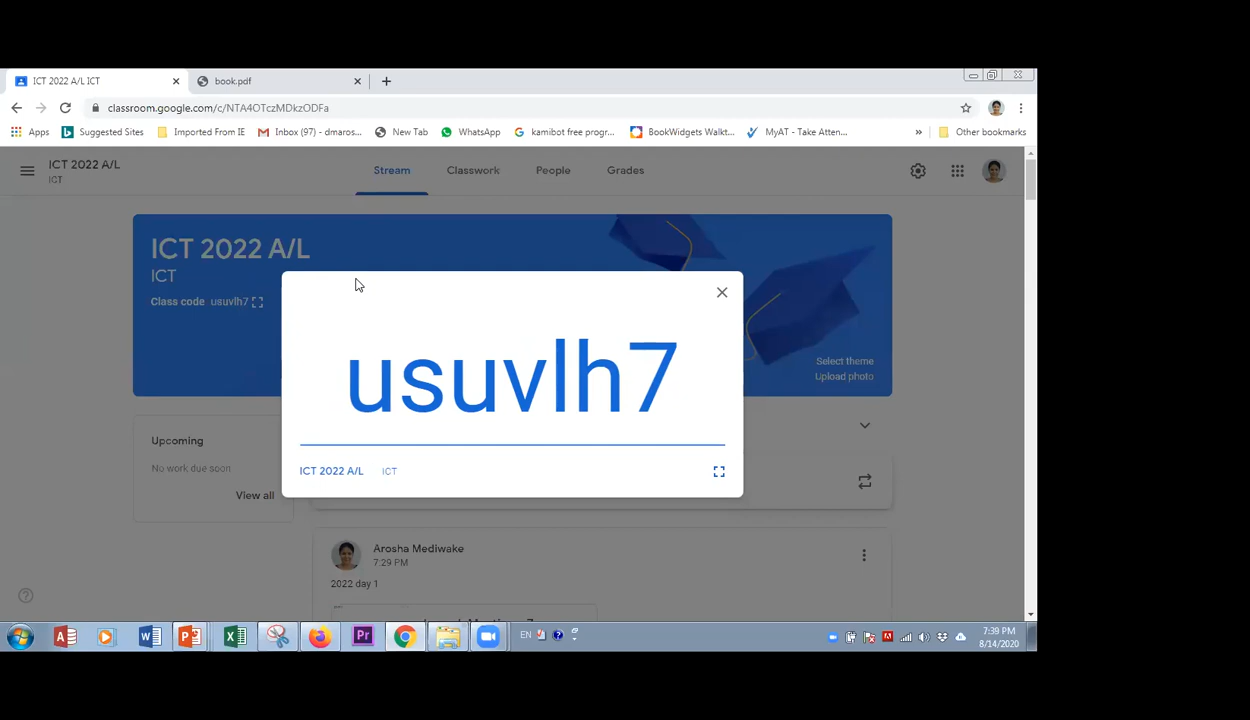 ICT 2022 A/L ICT
book.pdf
classroom.google.com/c/NTA4OTczMDkzODFa
Apps Suggested Sites Imported From IE Inbox (97) - dmaros... New Tab WhatsApp kamibot free progr... BookWidgets Walkt... MyAT - Take Atten... » Other bookmarks
ICT 2022 A/L
ICT
Stream Classwork People Grades
ICT 2022 A/L
ICT
Class code usuvlh7
Select theme
Upload photo
usuvlh7
ICT 2022 A/L ICT
Upcoming
No work due soon
View all
Arosha Mediwake
7:29 PM
2022 day 1
EN
7:39 PM
8/14/2020